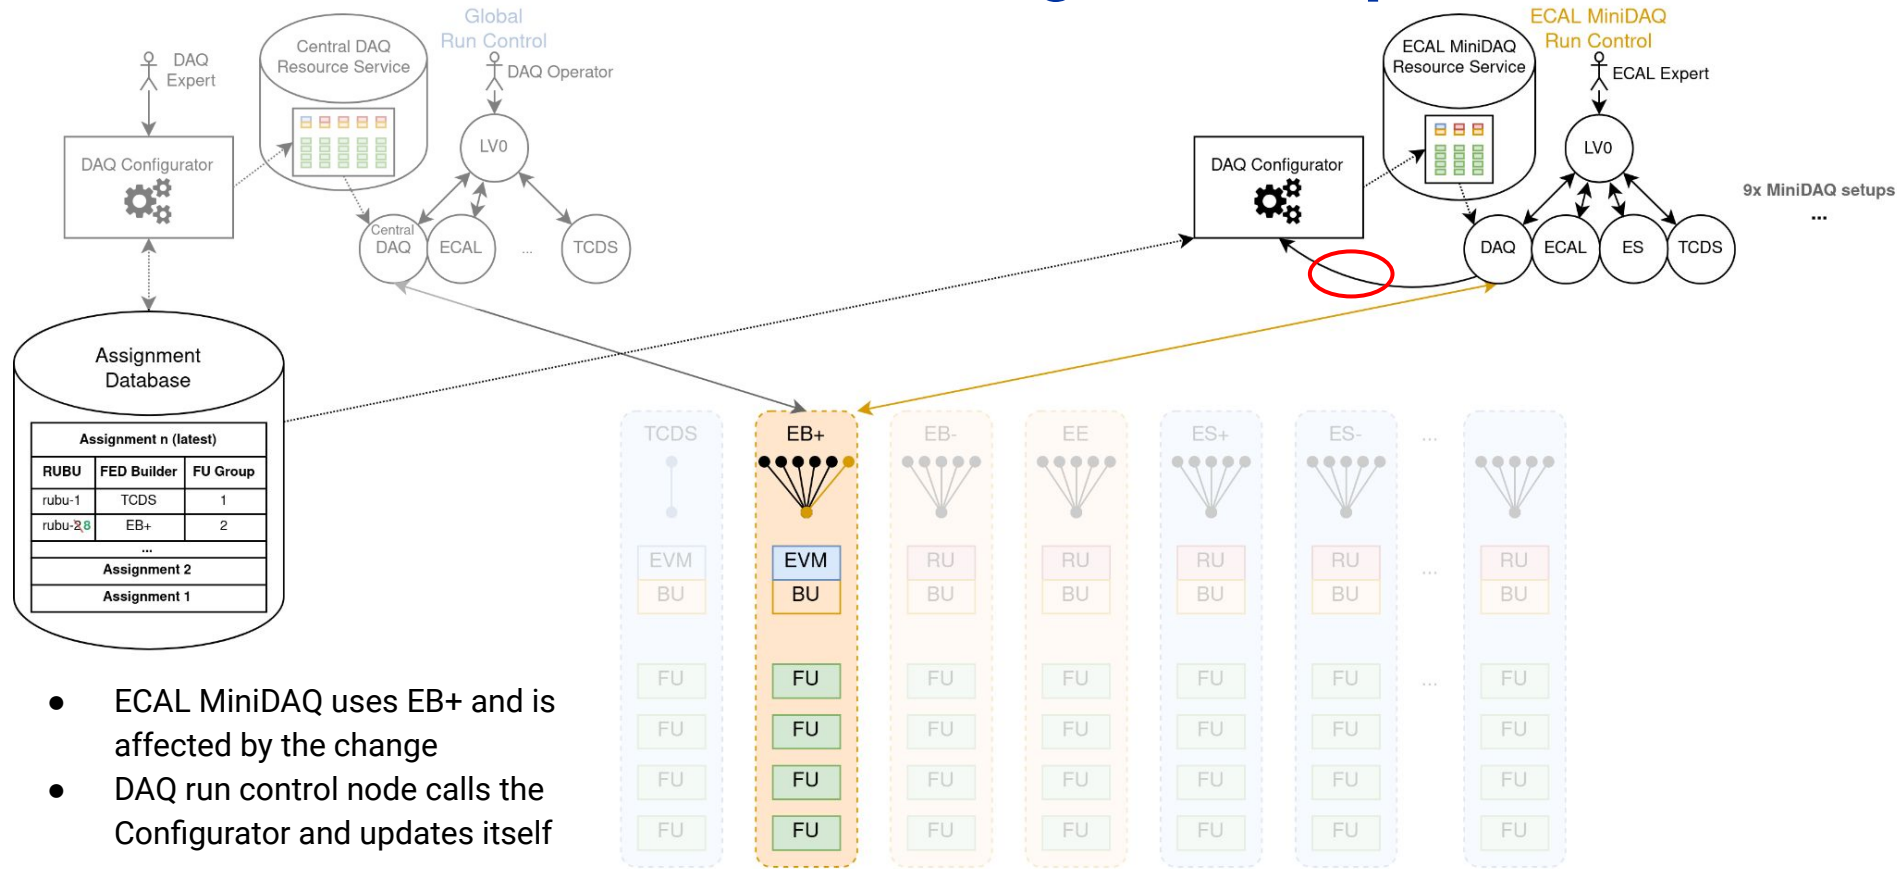 Global
Run Control
DAQ
Expert
Central DAQ
Resource Service
DAQ Operator
LV0
DAQ Configurator
Central
DAQ
ECAL
...
TCDS
ECAL MiniDAQ
Run Control
ECAL MiniDAQ
Resource Service
ECAL Expert
LV0
DAQ Configurator
9x MiniDAQ setups
...
DAQ
ECAL
ES
TCDS
Assignment
Database
Assignment n (latest)
RUBU FED Builder FU Group
rubu-1 TCDS 1
rubu-2 8 EB+ 2
...
Assignment 2
Assignment 1
TCDS EB+ EB- EE ES+ ES- ...
EVM EVM RU RU RU RU ... RU
BU BU BU BU BU BU BU
FU FU FU FU FU FU ... FU
FU FU FU FU FU FU FU
FU FU FU FU FU FU FU
FU FU FU FU FU FU FU
● ECAL MiniDAQ uses EB+ and is
affected by the change
● DAQ run control node calls the
Configurator and updates itself